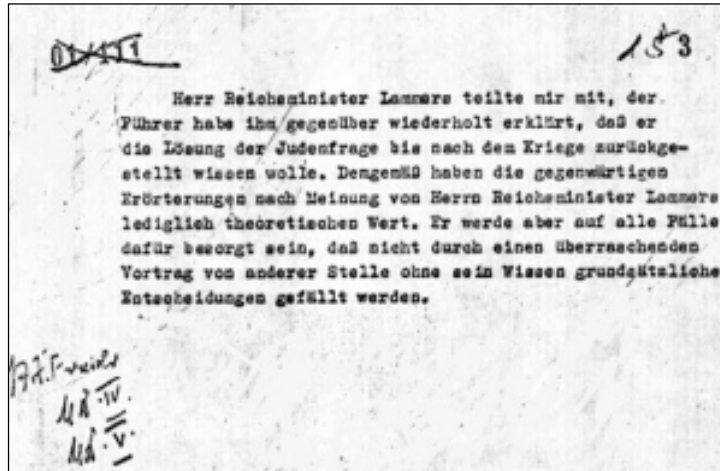 01/111
153
Herr Reichsminister Lammers teilte mir mit, der
Führer habe ihm gegenüber wiederholt erklärt, daß er
die Lösung der Judenfrage bis nach dem Kriege zurückge-
stellt wissen wolle. Demgemäß haben die gegenwärtigen
Erörterungen nach Meinung von Herrn Reichsminister Lammers
lediglich theoretischen Wert. Er werde aber auf alle Fälle
dafür besorgt sein, daß nicht durch einen überraschenden
Vortrag von anderer Stelle ohne sein Wissen grundsätzliche
Entscheidungen gefällt werden.
IV.
V.